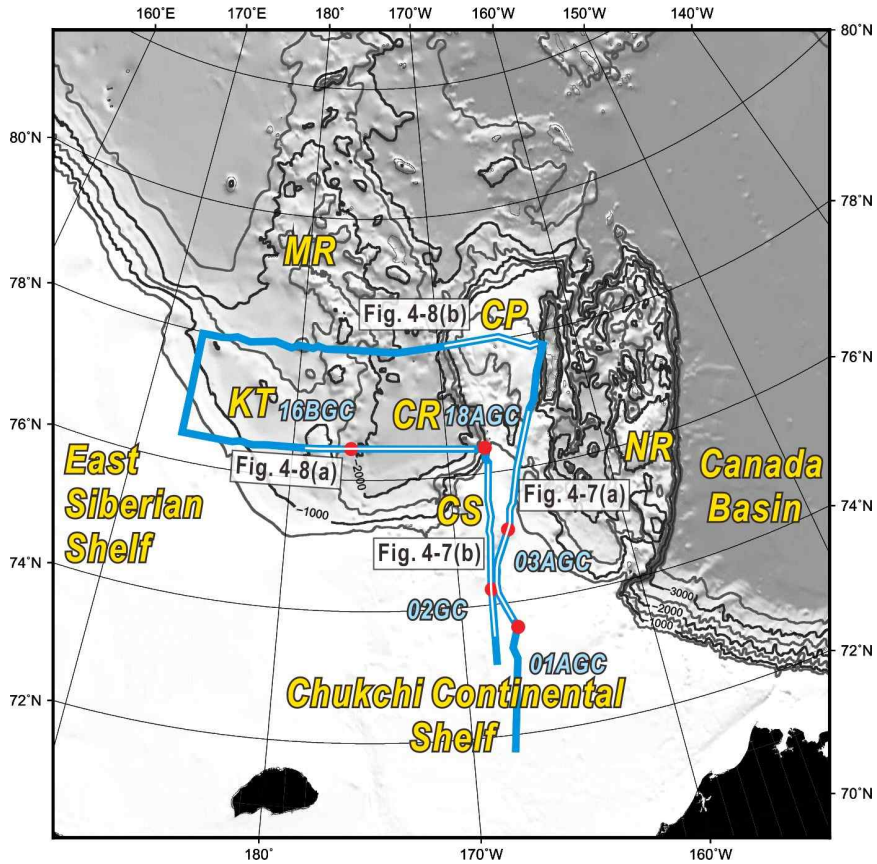 160˚E 170˚E 180˚ 170˚W 160˚W 150˚W 140˚W
80˚N
80˚N
78˚N
MR
78˚N
Fig. 4-8(b)
CP
76˚N
KT 16BGC
CR 18AGC
76˚N
East
Siberian
Shelf
Fig. 4-8(a)
-2000
-1000
CS
Fig. 4-7(a)
NR
Canada
Basin
74˚N
Fig. 4-7(b)
03AGC
74˚N
02GC
-3000
-2000
-1000
72˚N
01AGC
72˚N
Chukchi Continental
Shelf
70˚N
180˚ 170˚W 160˚W